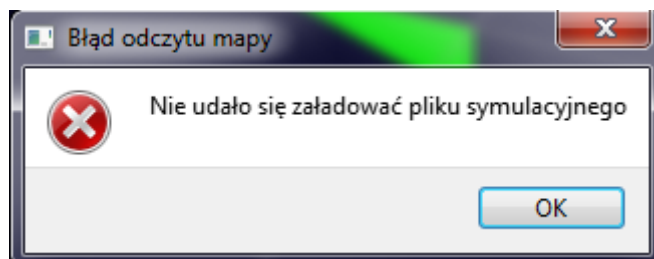 Błąd odczytu mapy
Nie udało się załadować pliku symulacyjnego
OK